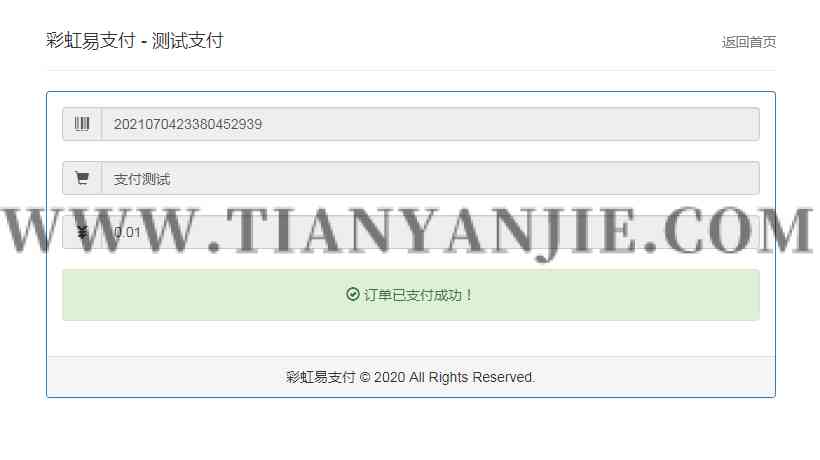 彩虹易支付 - 测试支付
返回首页
2021070423380452939
支付测试
WWW.TIANYANJIE.COM
0.01
订单已支付成功！
彩虹易支付 © 2020 All Rights Reserved.